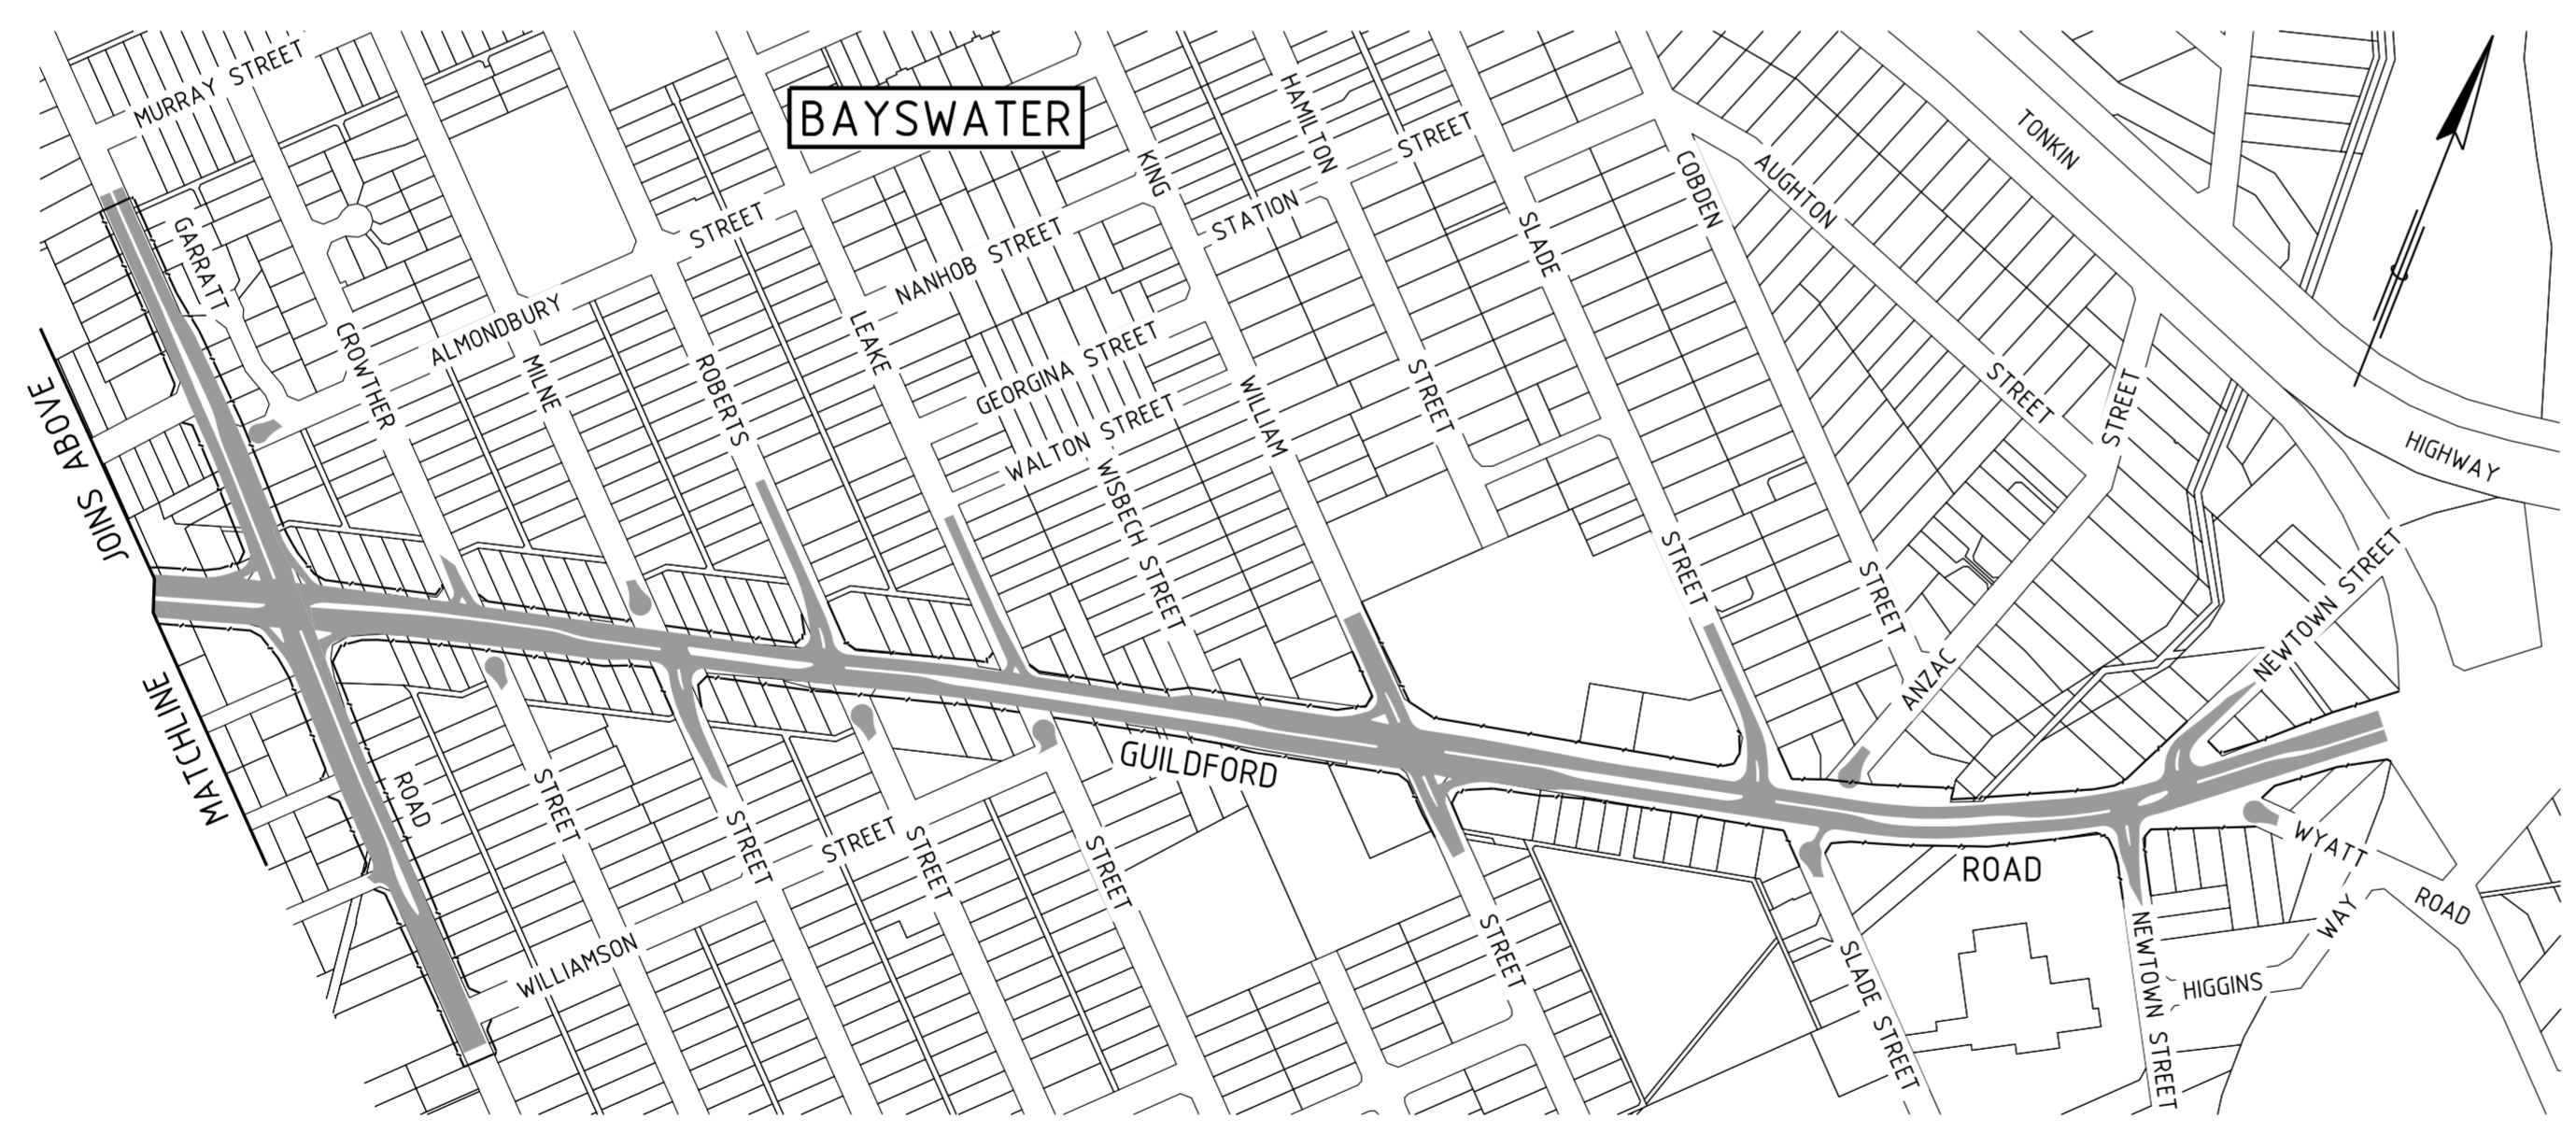 MURRAY STREET
BAYSWATER
HAMILTON
STREET
TONKIN
KING
COBDEN
AUGHTON
STATION
GARRATT
STREET
SLADE
NANHOB STREET
ALMONDBURY
CROWTHER
MILNE
ROBERTS
LEAKE
GEORGINA STREET
WILLIAM
STREET
STREET
STREET
HIGHWAY
JOINS ABOVE
WALTON STREET
WISBECH STREET
STREET
STREET
NEWTOWN STREET
ANZAC
MATCHLINE
ROAD
STREET
STREET
STREET
STREET
STREET
GUILDFORD
ROAD
WYATT
ROAD
WAY
WILLIAMSON
STREET
SLADE STREET
NEWTOWN STREET
HIGGINS